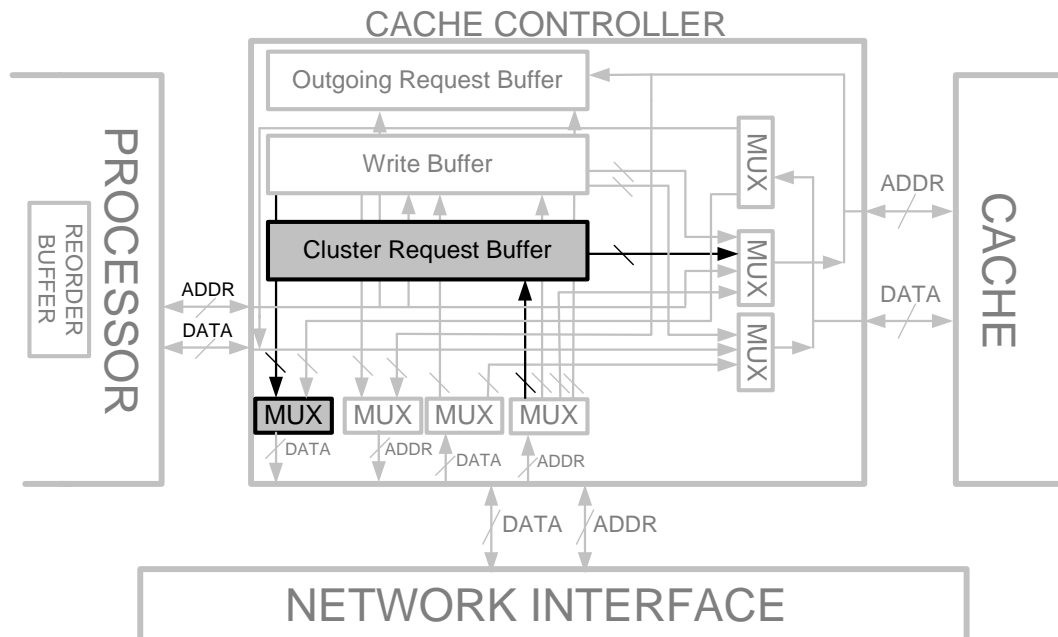 CACHE CONTROLLER
Outgoing Request Buffer
Write Buffer
Cluster Request Buffer
PROCESSOR
REORDER
BUFFER
ADDR
DATA
MUX
MUX
MUX
ADDR
DATA
CACHE
MUX
MUX
MUX
MUX
DATA
ADDR
DATA
ADDR
DATA
ADDR
NETWORK INTERFACE